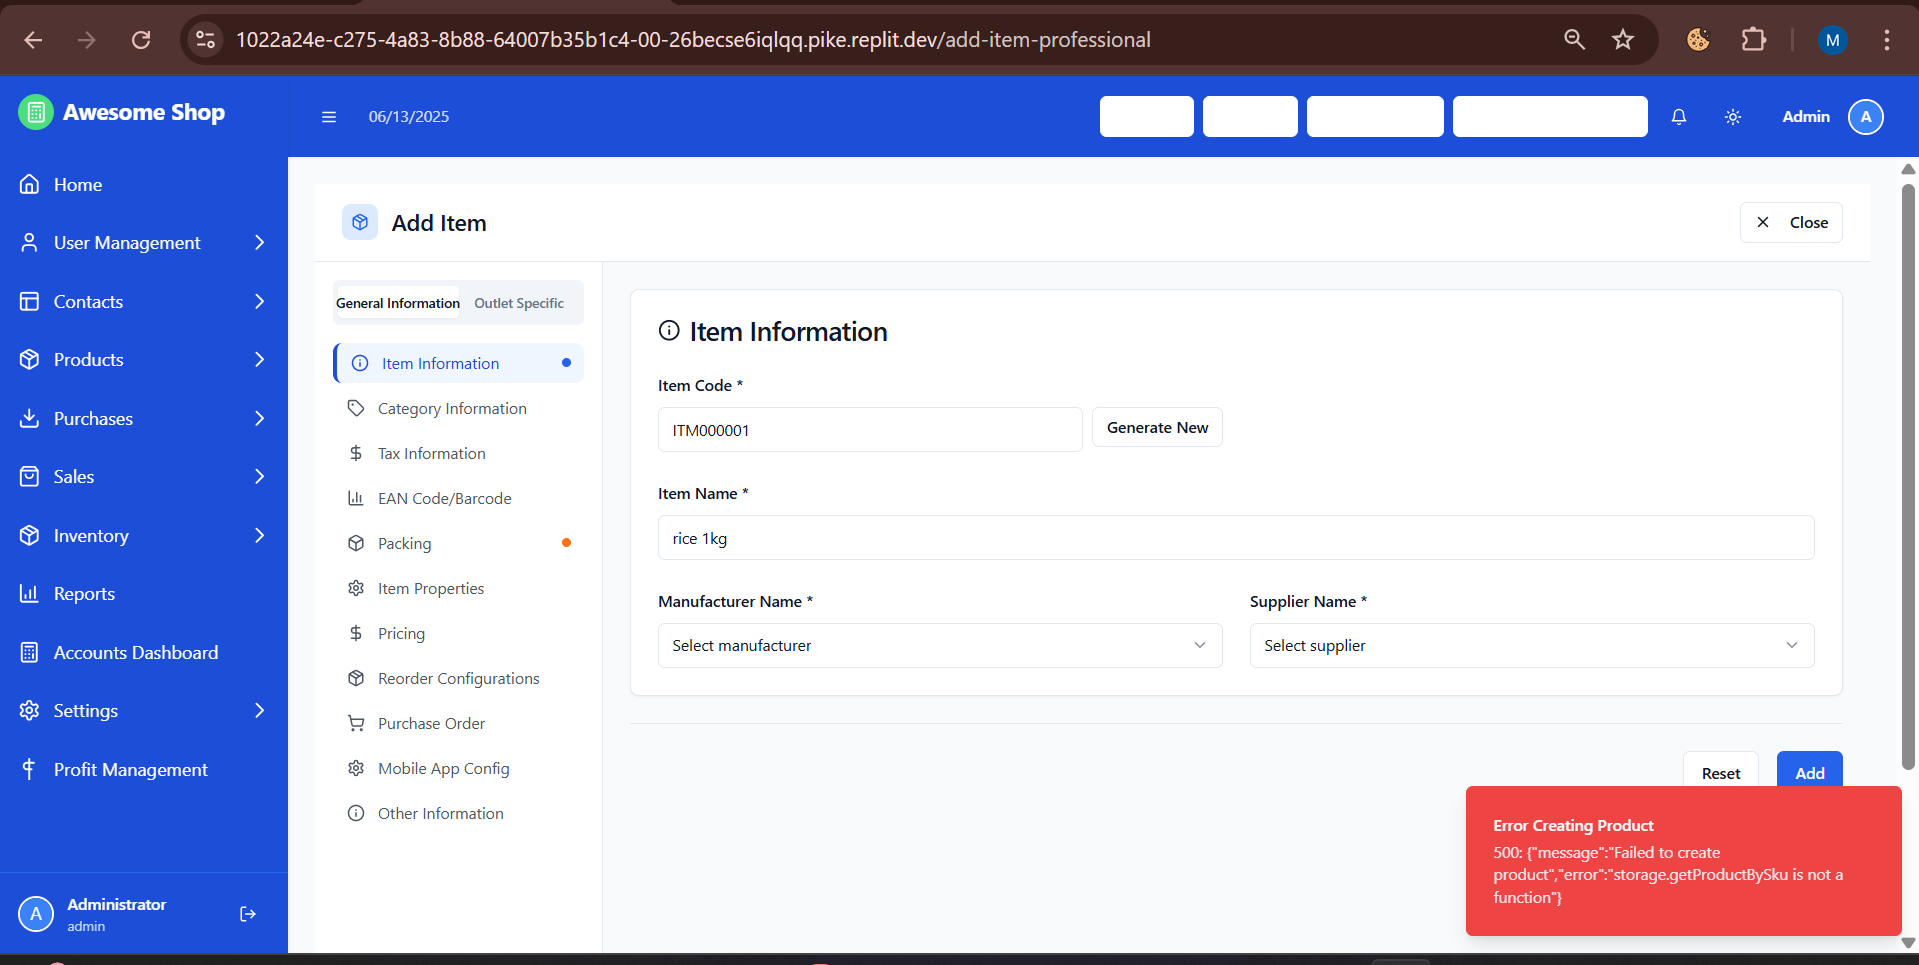 1022a24e-c275-4a83-8b88-64007b35b1c4-00-26becse6iqlqq.pike.replit.dev/add-item-professional
M
Awesome Shop
06/13/2025
Admin
A
Home
User Management
Contacts
Products
Purchases
Sales
Inventory
Reports
Accounts Dashboard
Settings
Profit Management
A
Administrator
admin
Add Item
Close
General Information
Outlet Specific
Item Information
Category Information
Tax Information
EAN Code/Barcode
Packing
Item Properties
Pricing
Reorder Configurations
Purchase Order
Mobile App Config
Other Information
Item Information
Item Code *
ITM000001
Generate New
Item Name *
rice 1kg
Manufacturer Name *
Select manufacturer
Supplier Name *
Select supplier
Reset
Add
Error Creating Product
500: {"message":"Failed to create
product","error":"storage.getProductBySku is not a
function"}